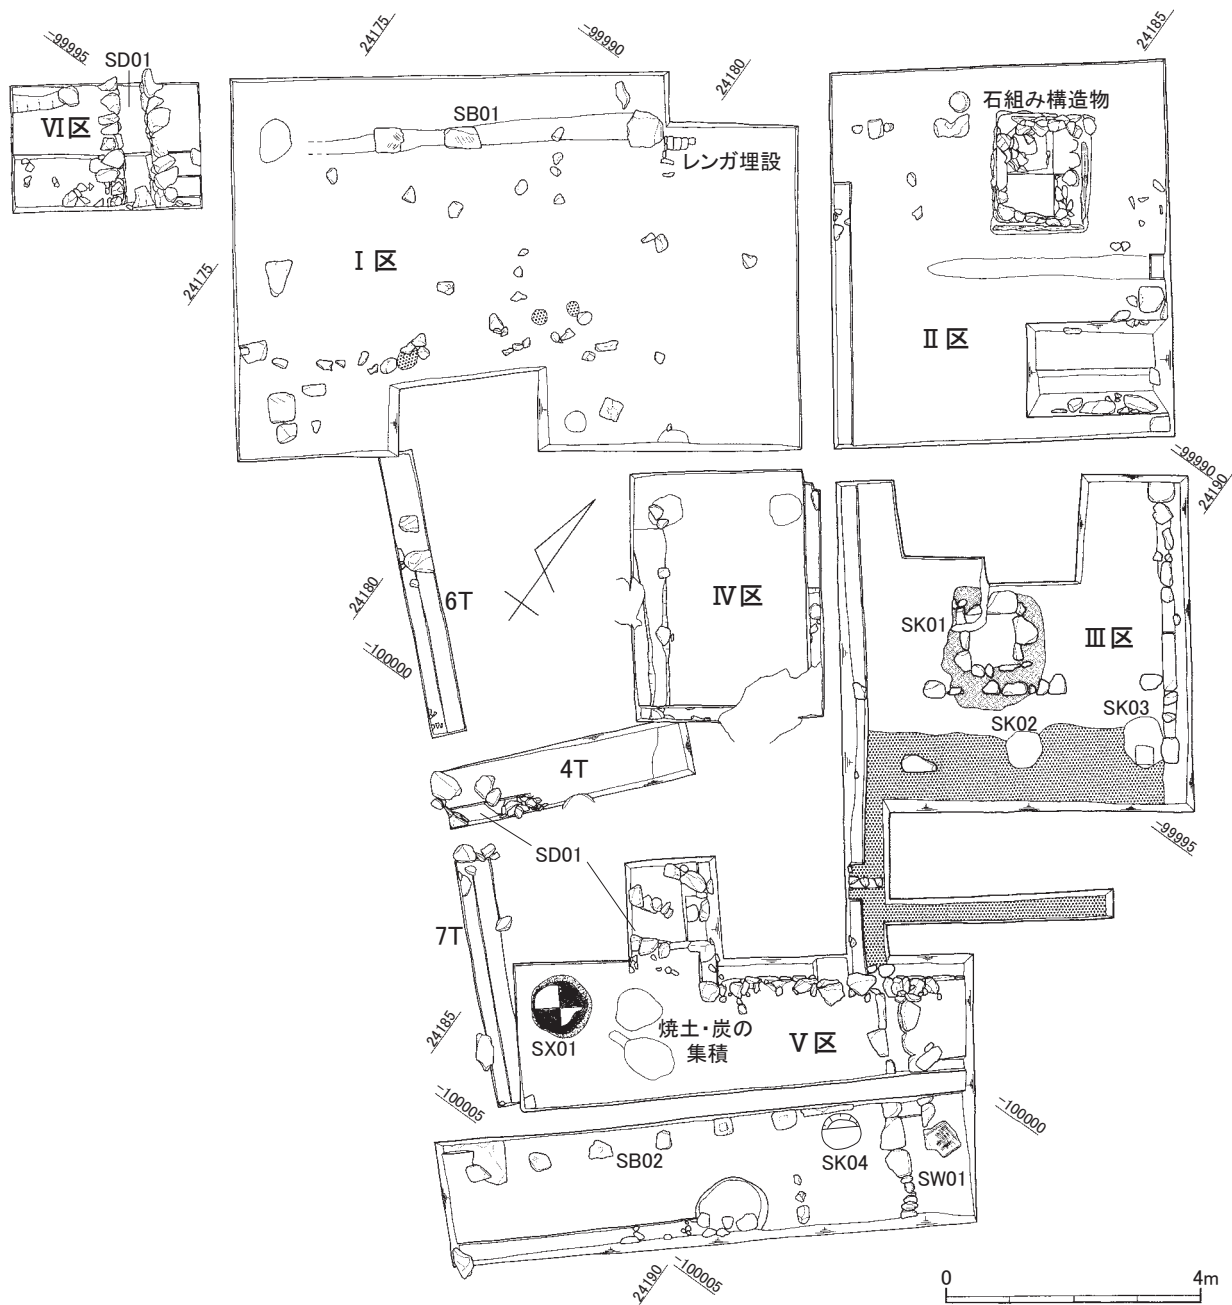 -99995
SD01
24175
-99990
24180
24185
Ⅵ区
SB01
レンガ埋設
石組み構造物
24175
Ⅰ区
Ⅱ区
-99990
24190
24180
6T
-100000
Ⅳ区
SK01
Ⅲ区
SK02
SK03
4T
SD01
-99995
7T
24185
SX01
焼土・炭の
集積
Ⅴ区
-100005
-100000
SB02
SK04
SW01
24190
-100005
0
4m